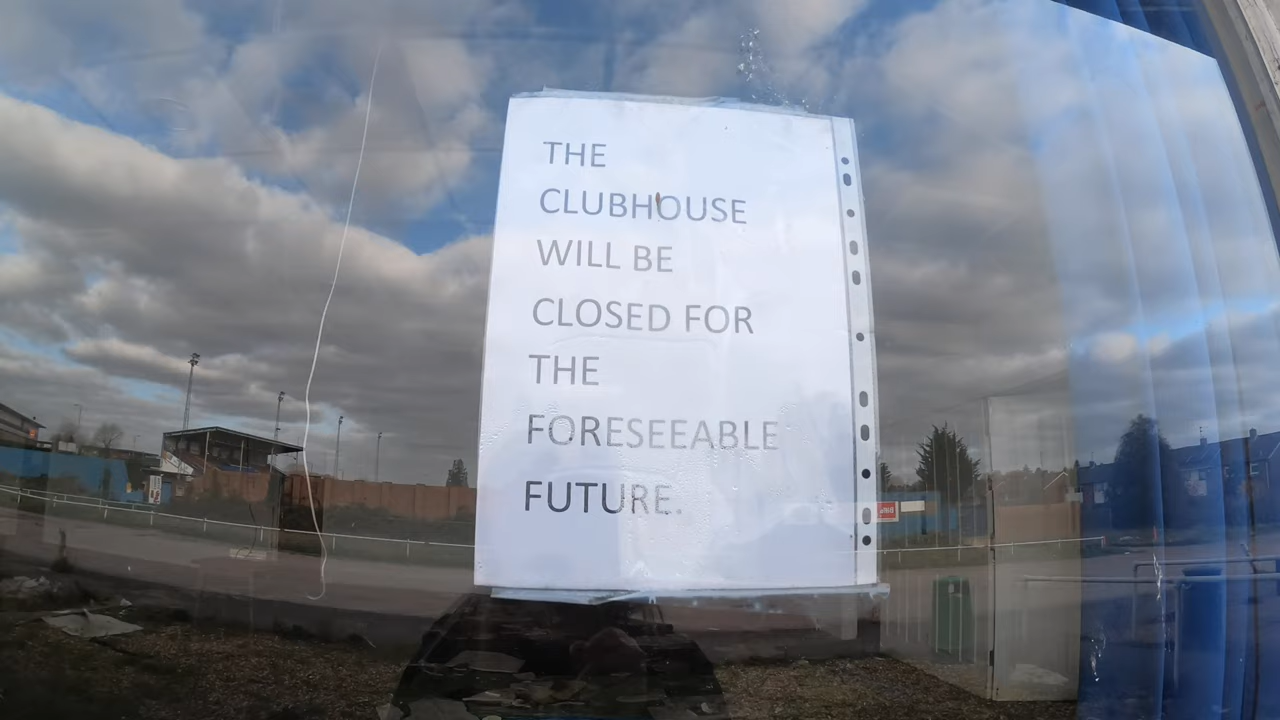 THE
CLUBHOUSE
WILL BE
CLOSED FOR
THE
FORESEEABLE
FUTURE.